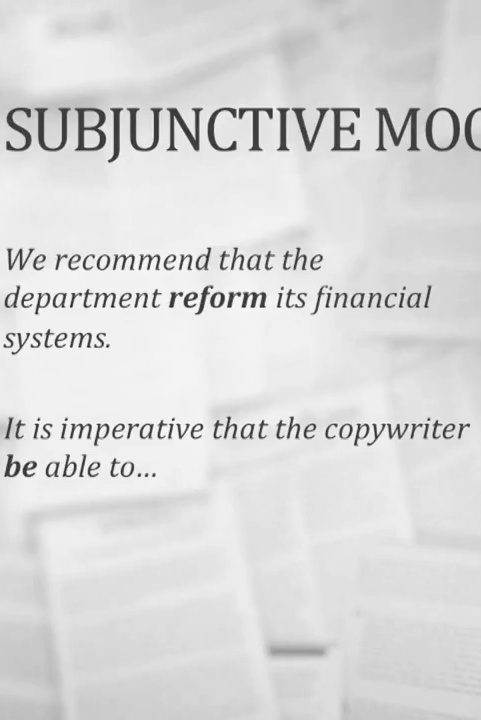 SUBJUNCTIVE MOO
We recommend that the
department reform its financial
systems.
It is imperative that the copywriter
be able to...